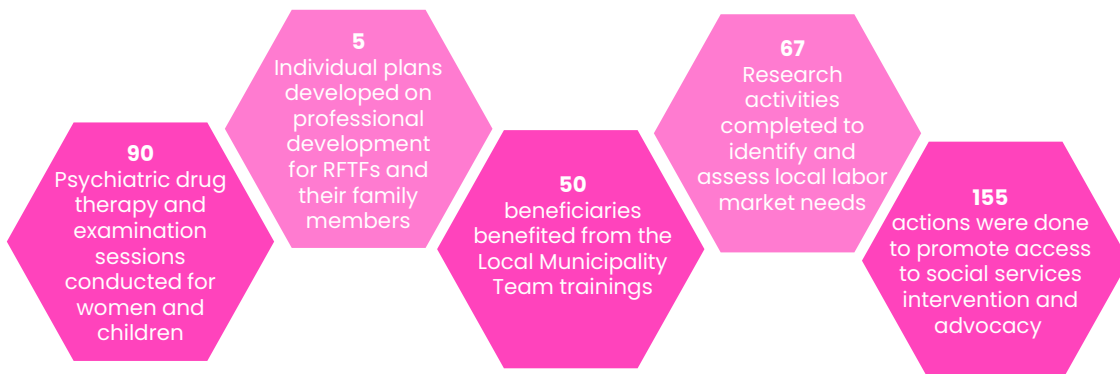 90
Psychiatric drug
therapy and
examination
sessions
conducted for
women and
children
5
Individual plans
developed on
professional
development
for RFTFs and
their family
members
50
beneficiaries
benefited from the
Local Municipality
Team trainings
67
Research
activities
completed to
identify and
assess local labor
market needs
155
actions were done
to promote access
to social services
intervention and
advocacy